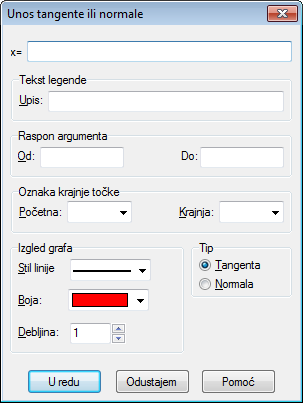 Unos tangente ili normale
x=
Tekst legende
Upis:
Raspon argumenta
Od: Do:
Oznaka krajnje točke
Početna: Krajnja:
Izgled grafa Tip
Stil linije Tangenta
Normala
Boja:
Debljina: 1
U redu Odustajem Pomoć